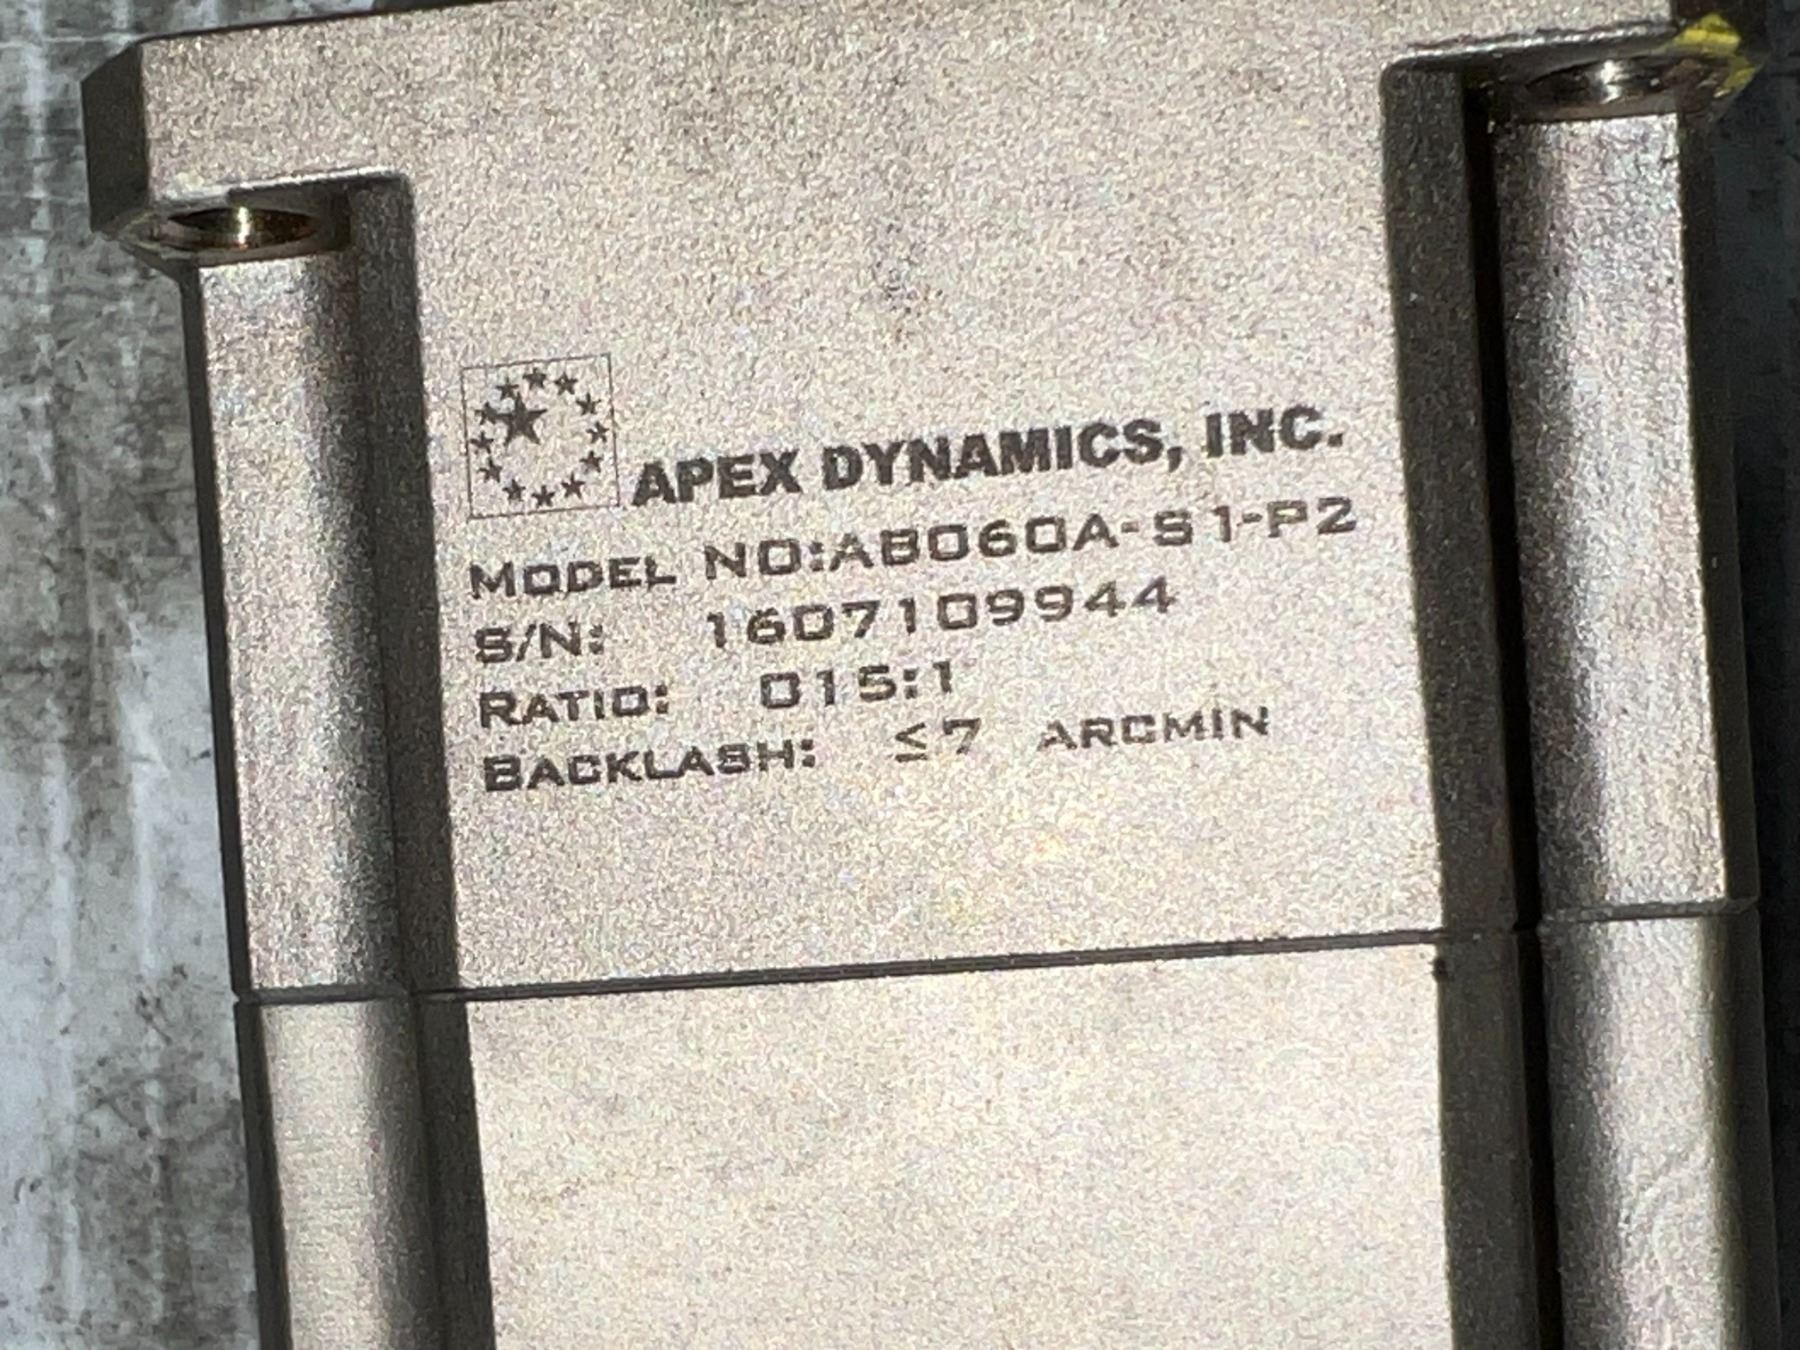 APEX DYNAMICS, INC.
MODEL NO:AB060A-S1-P2
S/N: 1607109944
RATIO: 015:1
BACKLASH: ≤7 ARCMIN